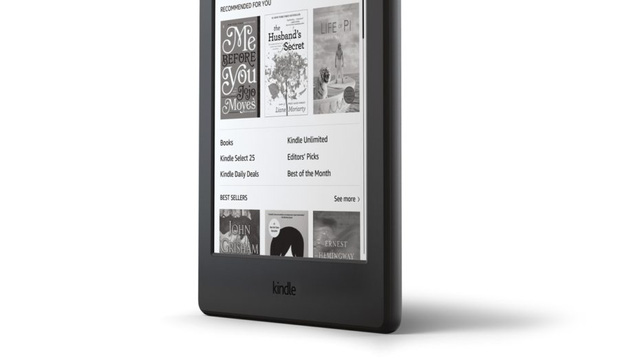 RECOMMENDED FOR YOU
Me
BEFORE
You
Jojo
Moyes
the
Husband's
Secret
Liane Moriarty
LIFE of PI
Books
Kindle Unlimited
Kindle Select 25
Editors' Picks
Kindle Daily Deals
Best of the Month
BEST SELLERS
See more >
JOHN
GRISHAM
ERNEST
HEMINGWAY
kindle